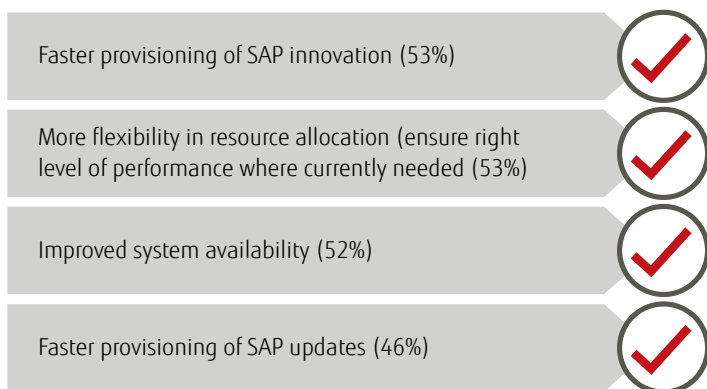 Faster provisioning of SAP innovation (53%)
More flexibility in resource allocation (ensure right
level of performance where currently needed (53%)
Improved system availability (52%)
Faster provisioning of SAP updates (46%)